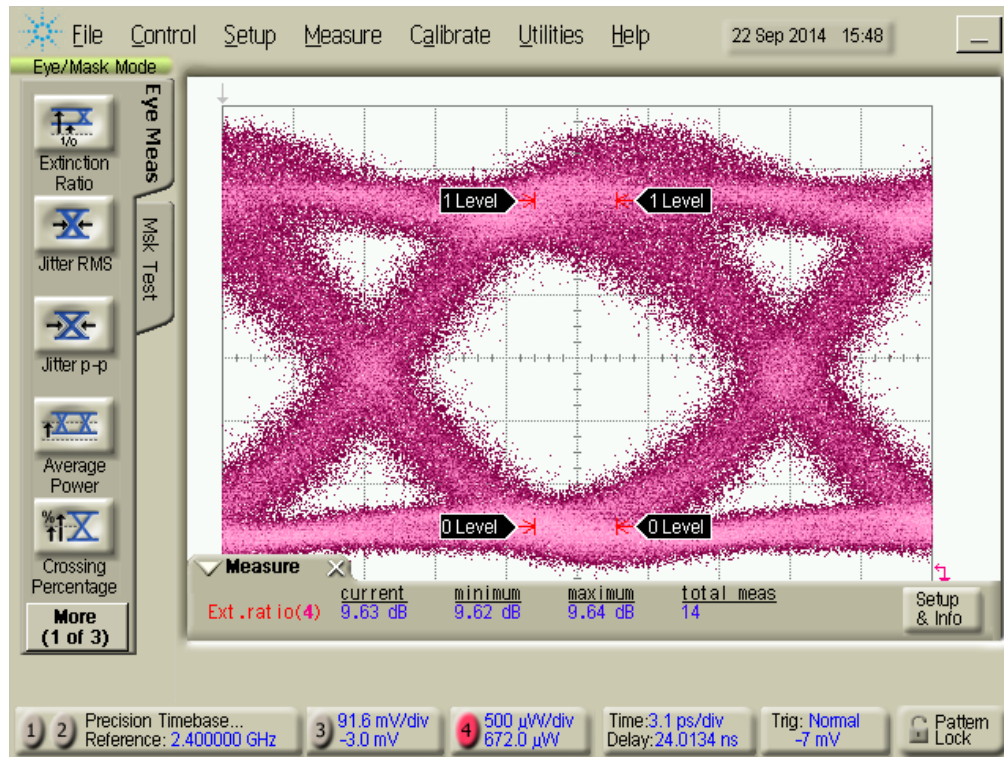 File Control Setup Measure Calibrate Utilities Help 22 Sep 2014 15:48
Eye/Mask Mode
Eye Meas
Msk Test
1/0
Extinction
Ratio
Jitter RMS
Jitter p-p
Average
Power
%
Crossing
Percentage
More
(1 of 3)
1 Level 1 Level
0 Level 0 Level
Measure
current minimum maximum total meas
Ext.ratio(4) 9.63 dB 9.62 dB 9.64 dB 14
Setup
& Info
1 2 Precision Timebase...
Reference: 2.400000 GHz
3 91.6 mV/div
-3.0 mV
4 500 µW/div
672.0 µW
Time:3.1 ps/div
Delay:24.0134 ns
Trig: Normal
-7 mV
Pattern
Lock